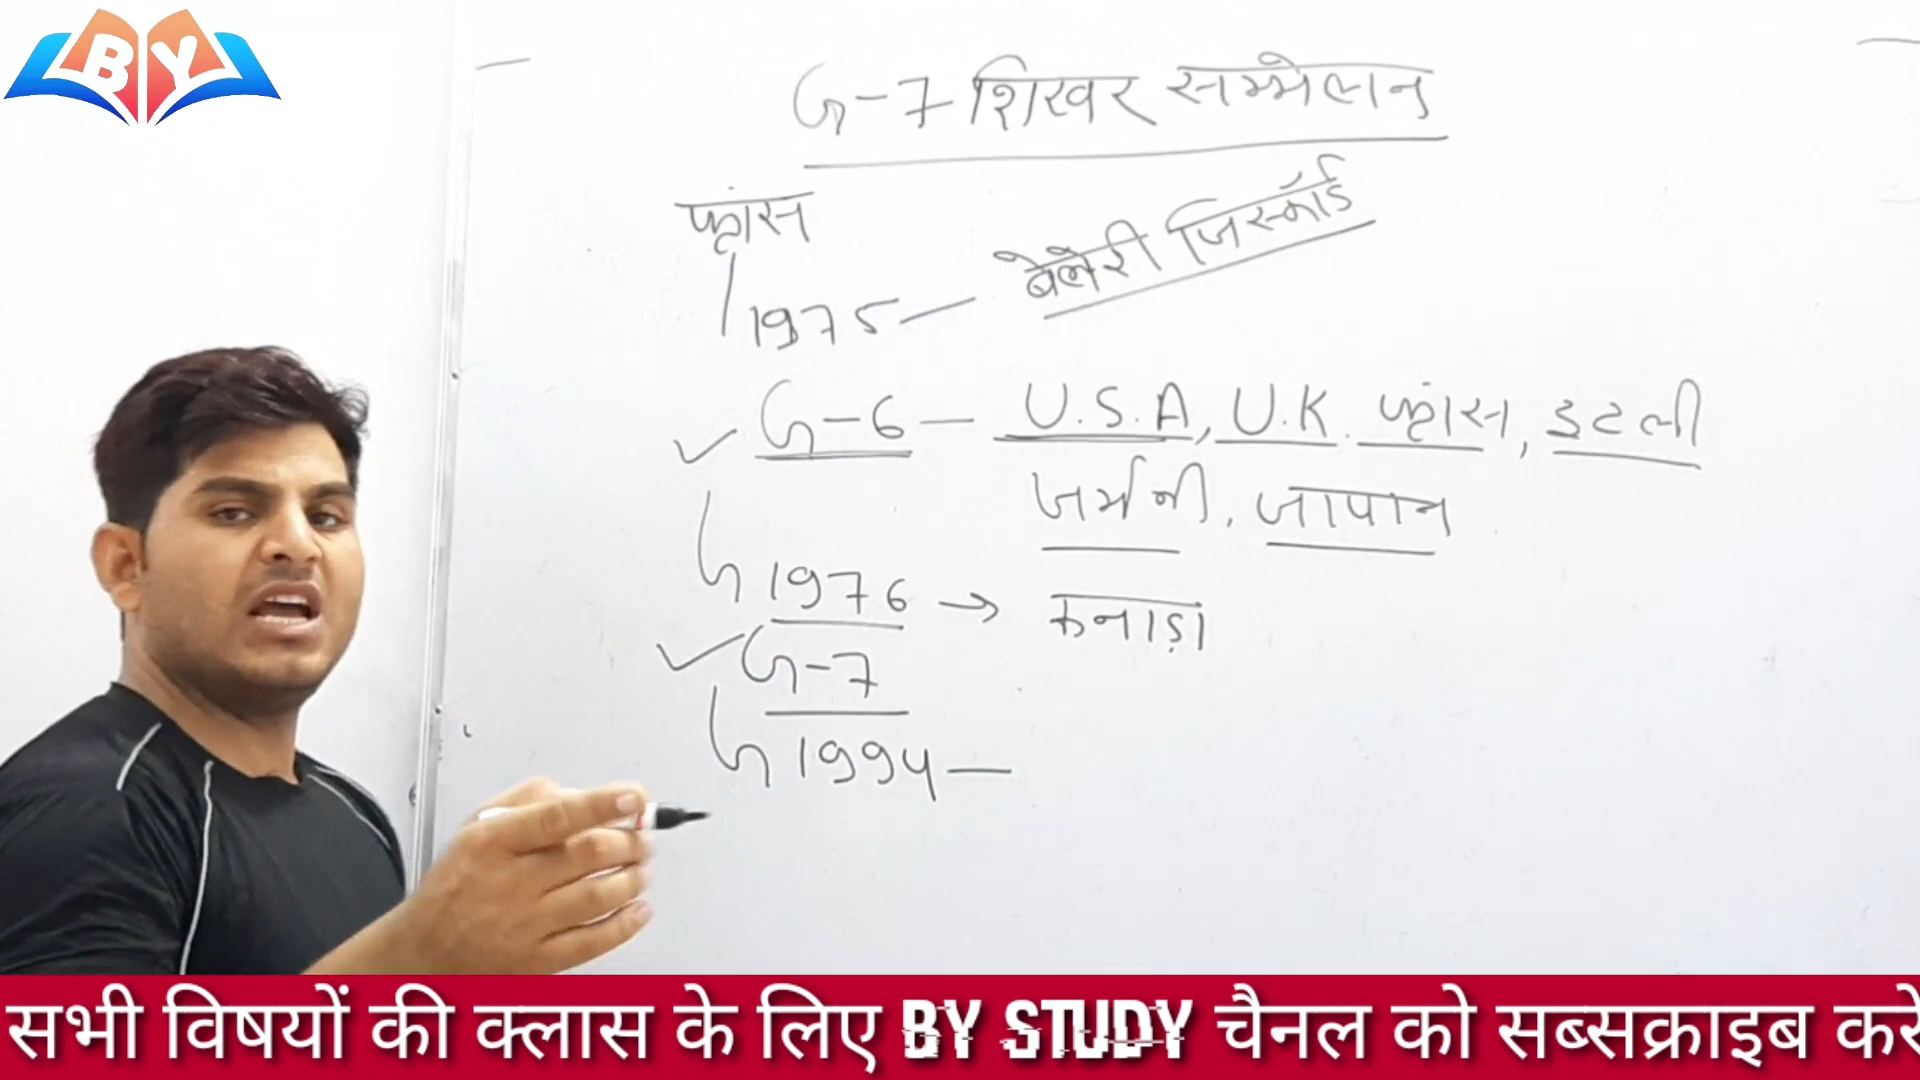 BY
G-7 शिखर सम्मेलन
फ्रांस
1975 — वेलेरी जिस्कार्ड
G-6 — U.S.A, U.K. फ्रांस, इटली
जर्मनी, जापान
1976 → कनाडा
G-7
1994 —
सभी विषयों की क्लास के लिए BY STUDY चैनल को सब्सक्राइब करे